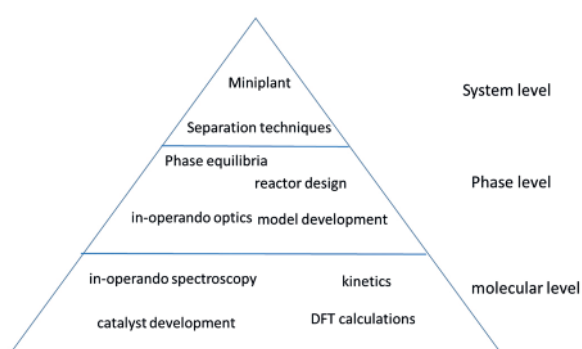 Miniplant
System level
Separation techniques
Phase equilibria
reactor design
Phase level
in-operando optics
model development
in-operando spectroscopy
kinetics
molecular level
catalyst development
DFT calculations